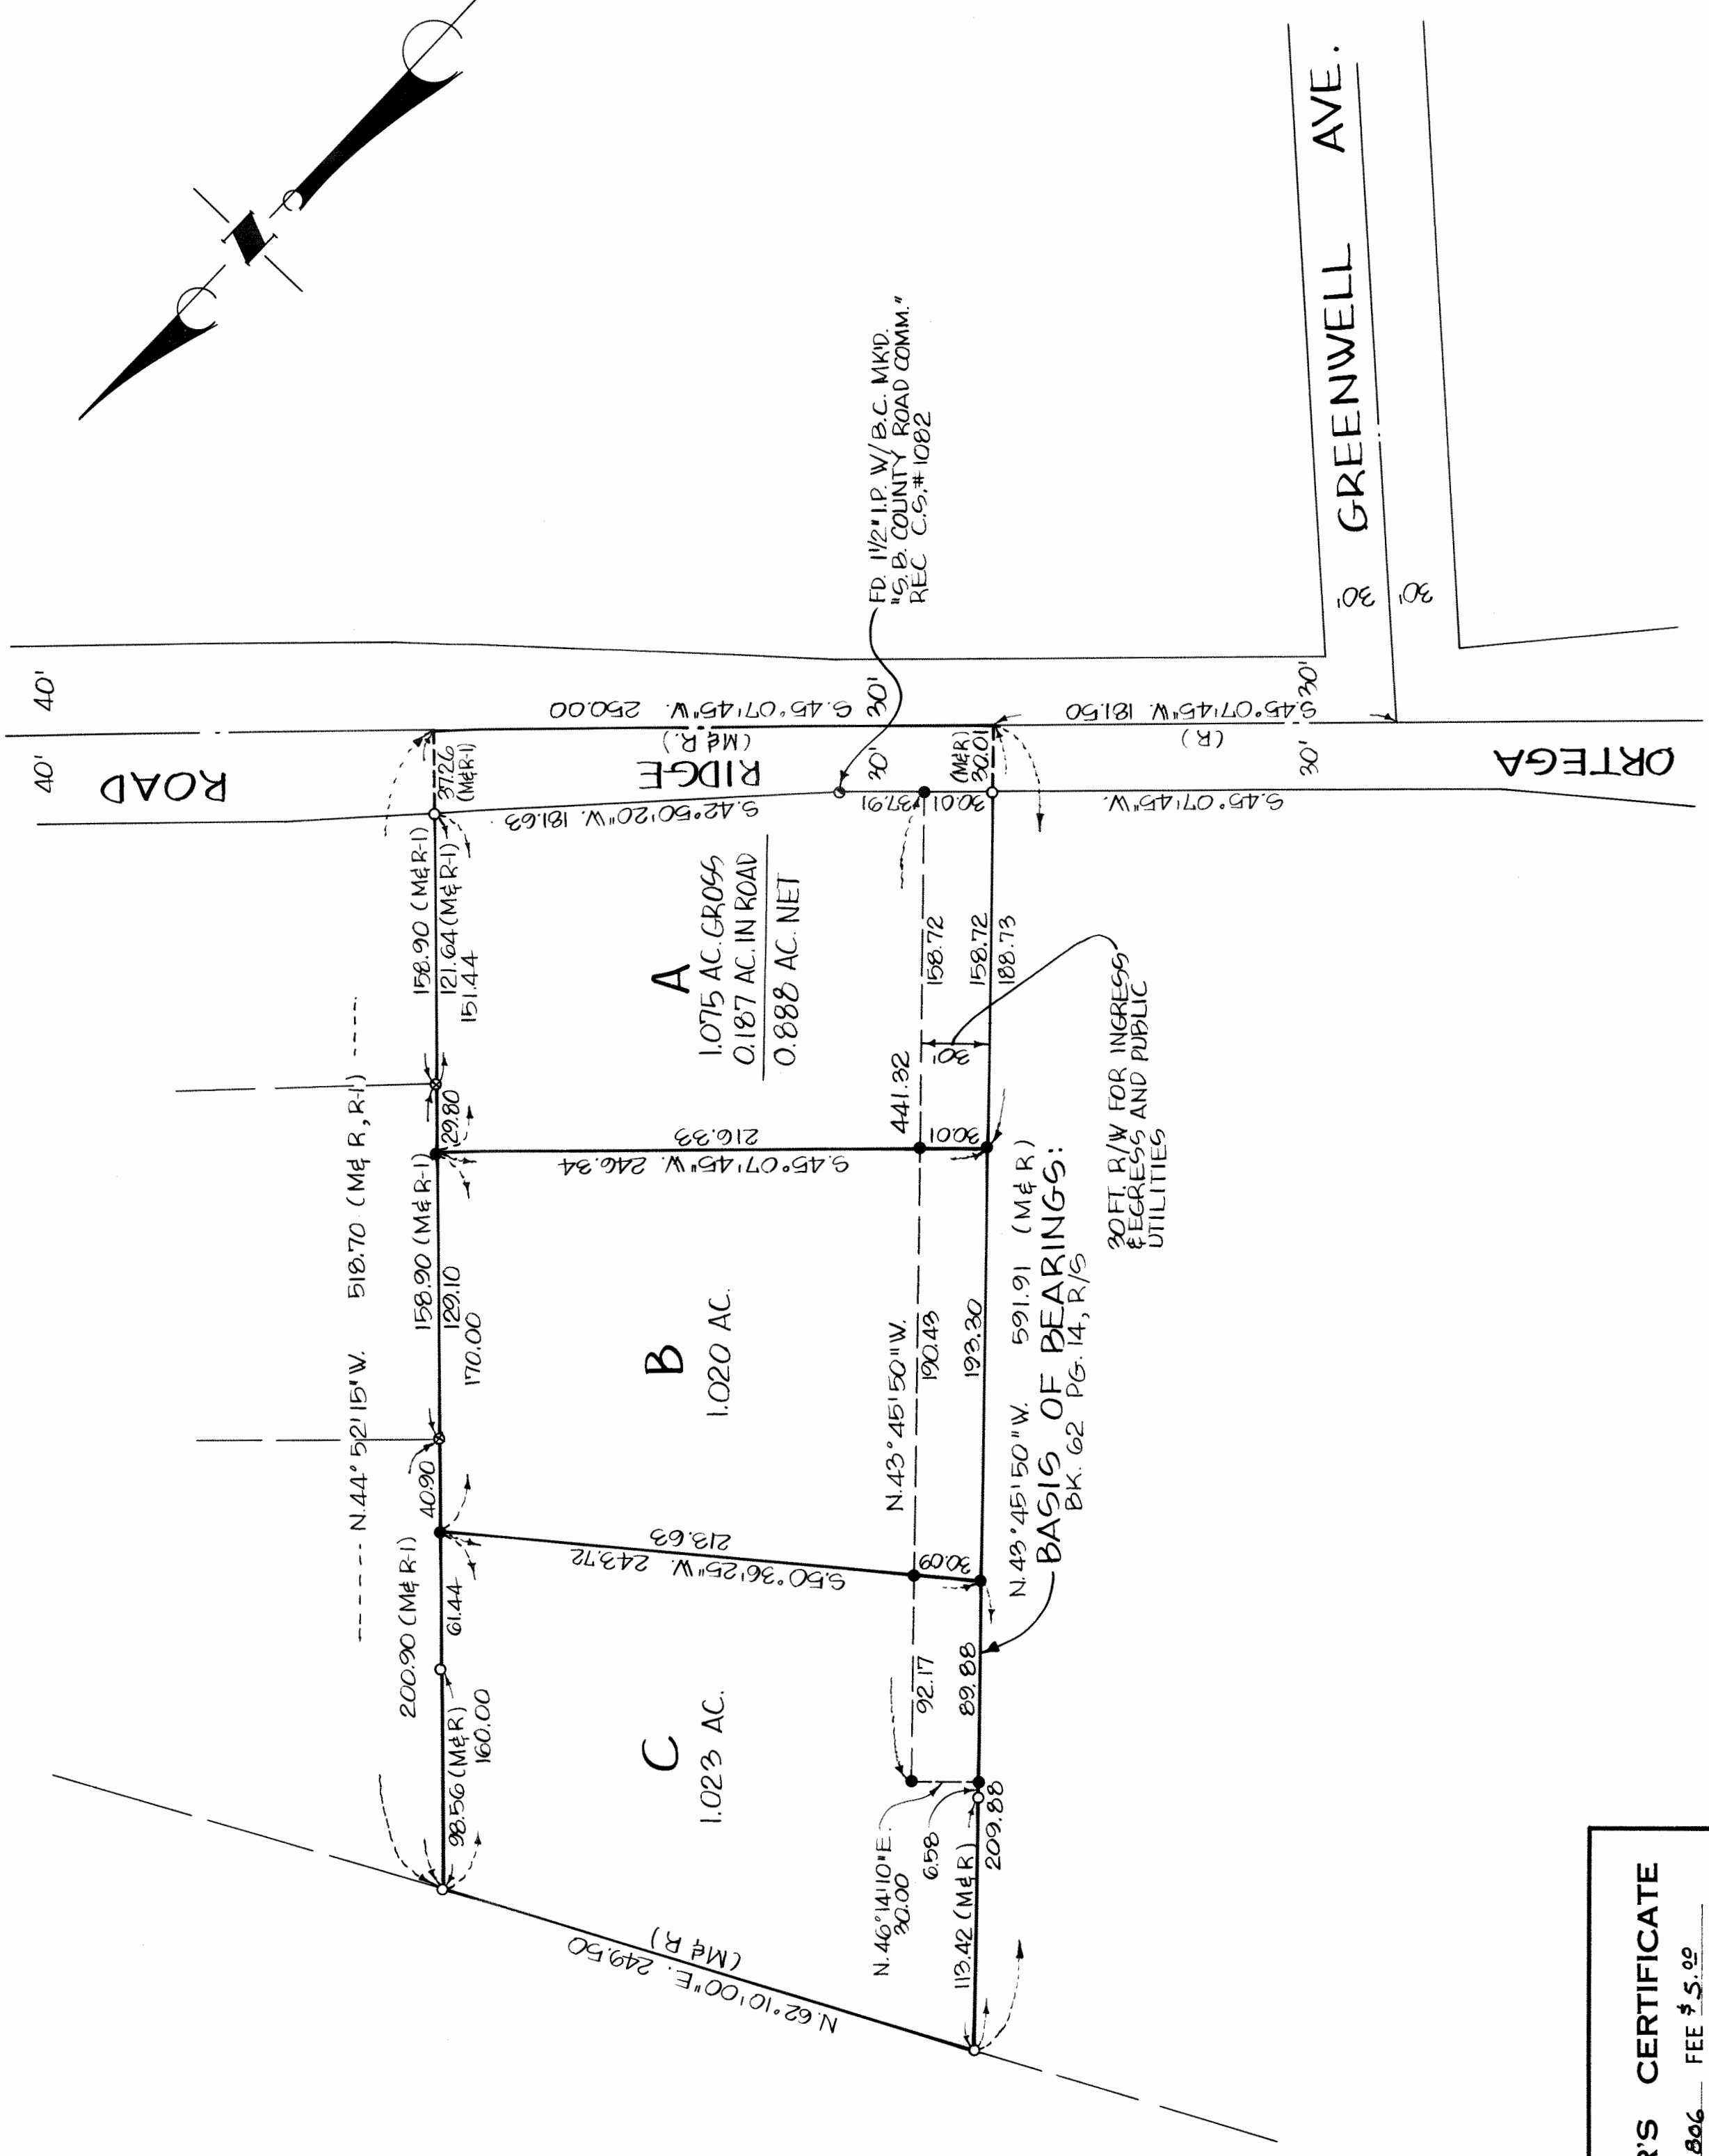 40'
40'
ROAD
RIDGE
ORTEGA
GREENWELL AVE.
30'
30'
30'
30'
30'
30'
S.45°07'45"W. 250.00
(M&R.)
S.45°07'45"W. 181.50
(R)
FD. 1 1/2" I.P. W/B.C. MK'D.
"S.B. COUNTY ROAD COMM."
REC C.S.#1082
37.26
(M&R-1)
S.42°50'20"W. 181.63
37.91
30.01
(M&R)
30.01
S.45°07'45"W.
158.90 (M&R-1)
121.64 (M&R-1)
151.44
A
1.075 AC. GROSS
0.187 AC. IN ROAD
0.888 AC. NET
158.72
158.72
188.73
30'
441.32
30 FT. R/W FOR INGRESS
& EGRESS AND PUBLIC
UTILITIES
29.80
216.33
S.45°07'45"W. 246.34
30.01
N.44°52'15"W. 518.70 (M&R, R-1)
158.90 (M&R-1)
129.10
170.00
B
1.020 AC.
N.43°45'50"W.
190.43
193.30
N.43°45'50"W. 591.91 (M&R)
BASIS OF BEARINGS:
BK. 62 PG. 14, R/S
40.90
213.63
S.50°36'25"W. 243.72
30.09
200.90 (M&R-1)
61.44
98.56 (M&R)
160.00
C
1.023 AC.
92.17
89.88
N.46°14'10"E.
30.00
6.58
113.42 (M&R)
209.88
N.62°10'00"E. 249.50
(M&R)
R'S CERTIFICATE
806 FEE $5.00